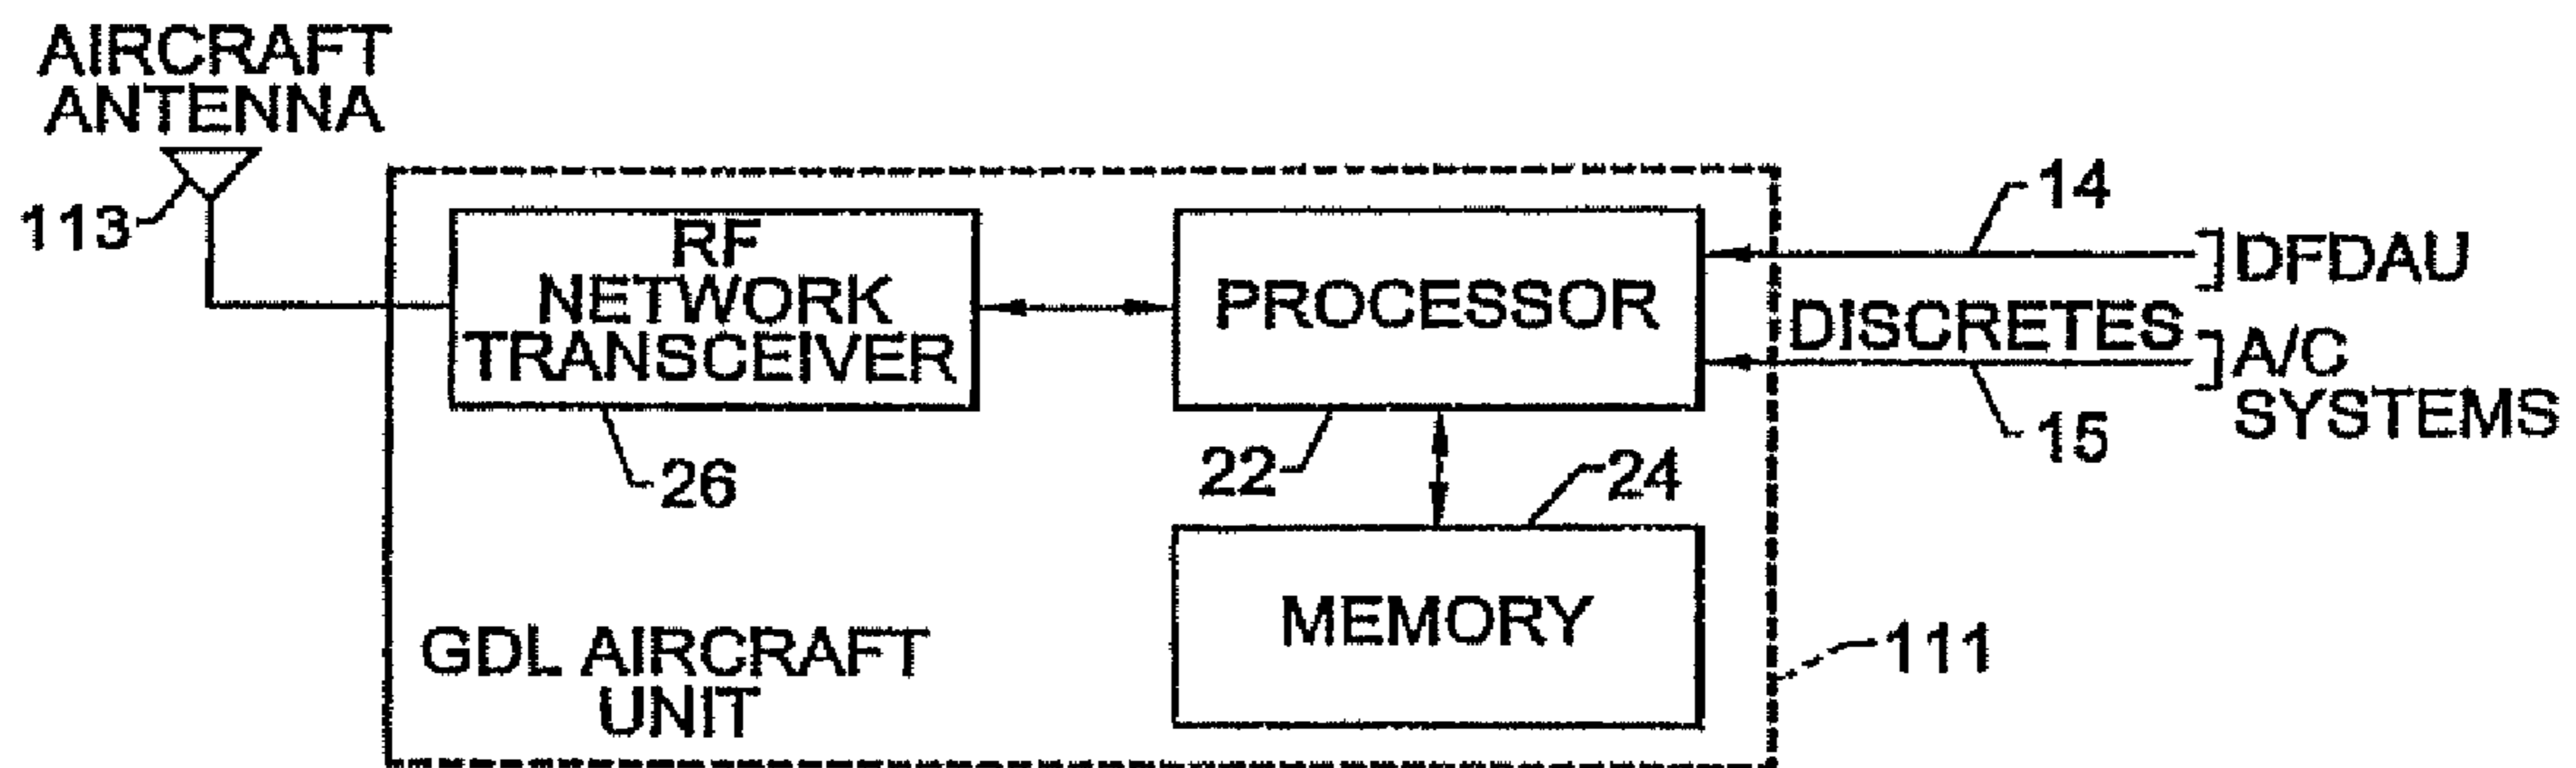 AIRCRAFT
ANTENNA
113
RF
NETWORK
TRANSCEIVER
26
PROCESSOR
22
24
MEMORY
GDL AIRCRAFT
UNIT
14
DFDAU
DISCRETES
15
A/C
SYSTEMS
111